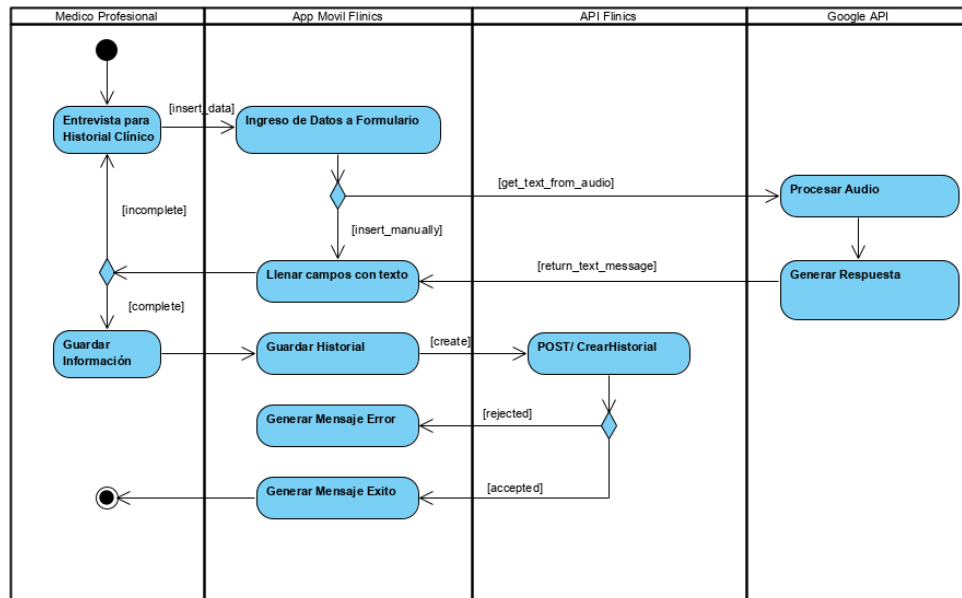 Medico Profesional
App Movil Flinics
API Flinics
Google API
Entrevista para
Historial Clínico
[insert_data]
Ingreso de Datos a Formulario
[get_text_from_audio]
Procesar Audio
[incomplete]
[insert_manually]
Llenar campos con texto
[return_text_message]
Generar Respuesta
[complete]
Guardar
Información
Guardar Historial
[create]
POST/ CrearHistorial
Generar Mensaje Error
[rejected]
Generar Mensaje Exito
[accepted]